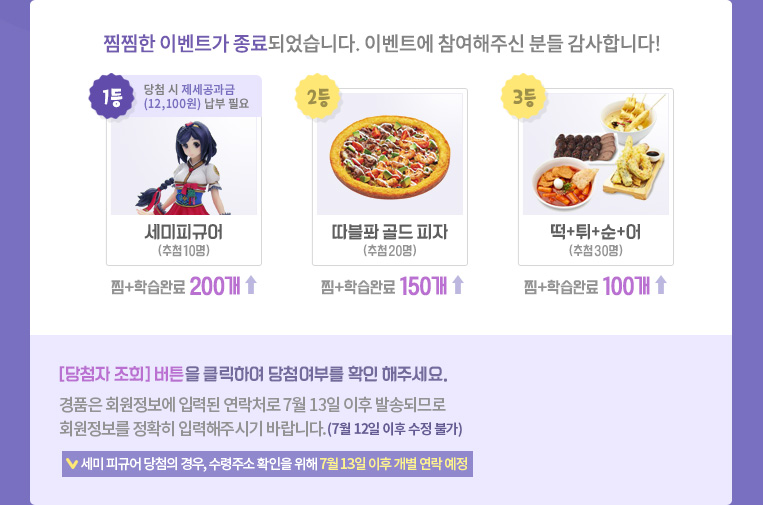 찜찜한 이벤트가 종료되었습니다. 이벤트에 참여해주신 분들 감사합니다!
1등
당첨 시 제세공과금
(12,100원) 납부 필요
2등
3등
세미피규어
(추첨10명)
따블퐈 골드 피자
(추첨20명)
떡+튀+순+어
(추첨30명)
찜+학습완료 200개
찜+학습완료 150개
찜+학습완료 100개
[당첨자 조회] 버튼을 클릭하여 당첨여부를 확인 해주세요.
경품은 회원정보에 입력된 연락처로 7월 13일 이후 발송되므로
회원정보를 정확히 입력해주시기 바랍니다.(7월 12일 이후 수정 불가)
세미 피규어 당첨의 경우, 수령주소 확인을 위해 7월 13일 이후 개별 연락 예정